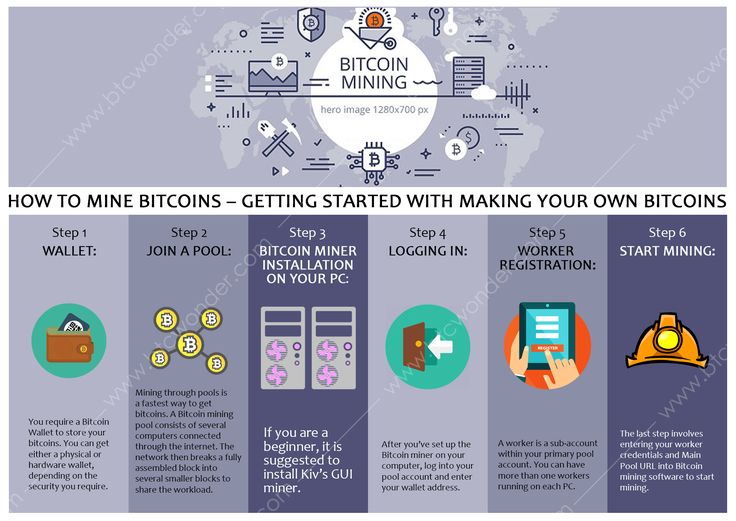 BITCOIN
MINING
hero image 1280x700 px
HOW TO MINE BITCOINS – GETTING STARTED WITH MAKING YOUR OWN BITCOINS
Step 1
WALLET:
You require a Bitcoin
Wallet to store your
bitcoins. You can get
either a physical or
hardware wallet,
depending on the
security you require.
Step 2
JOIN A POOL:
Mining through pools is
a fastest way to get
bitcoins. A Bitcoin mining
pool consists of several
computers connected
through the internet. The
network then breaks a fully
assembled block into
several smaller blocks to
share the workload.
Step 3
BITCOIN MINER
INSTALLATION
ON YOUR PC:
If you are a
beginner, it is
suggested to
install Kiv's GUI
miner.
Step 4
LOGGING IN:
After you've set up the
Bitcoin miner on your
computer, log into your
pool account and enter
your wallet address.
Step 5
WORKER
REGISTRATION:
REGISTER
A worker is a sub-account
within your primary pool
account. You can have
more than one workers
running on each PC.
Step 6
START MINING:
The last step involves
entering your worker
credentials and Main
Pool URL into Bitcoin
mining software to start
mining.
www.btcwonder.com